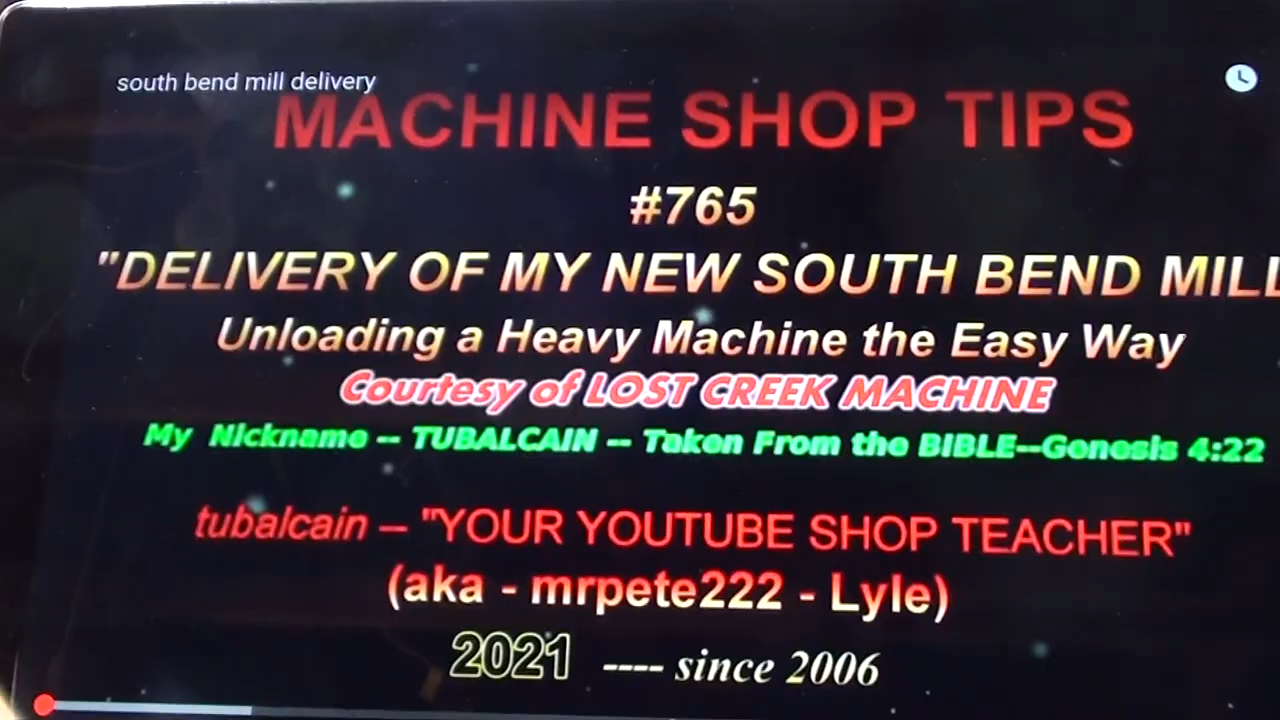 south bend mill delivery
MACHINE SHOP TIPS
#765
"DELIVERY OF MY NEW SOUTH BEND MILL
Unloading a Heavy Machine the Easy Way
Courtesy of LOST CREEK MACHINE
My Nickname -- TUBALCAIN -- Taken From the BIBLE--Genesis 4:22
tubalcain -- "YOUR YOUTUBE SHOP TEACHER"
(aka - mrpete222 - Lyle)
2021 ---- since 2006